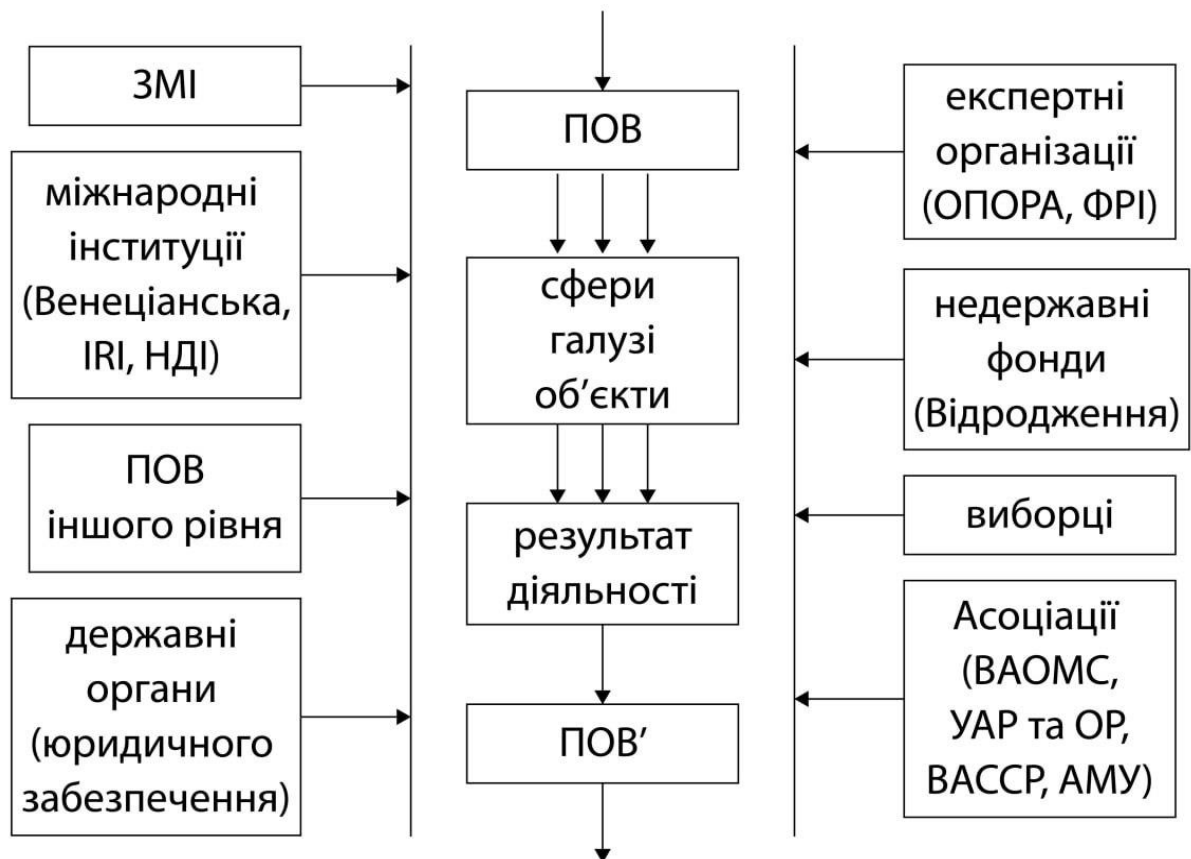 ЗМІ
міжнародні
інституції
(Венеціанська,
IRI, НДІ)
ПОВ
іншого рівня
державні
органи
(юридичного
забезпечення)
ПОВ
сфери
галузі
об’єкти
результат
діяльності
ПОВ’
експертні
організації
(ОПОРА, ФРІ)
недержавні
фонди
(Відродження)
виборці
Асоціації
(ВАОМС,
УАР та ОР,
ВАССР, АМУ)